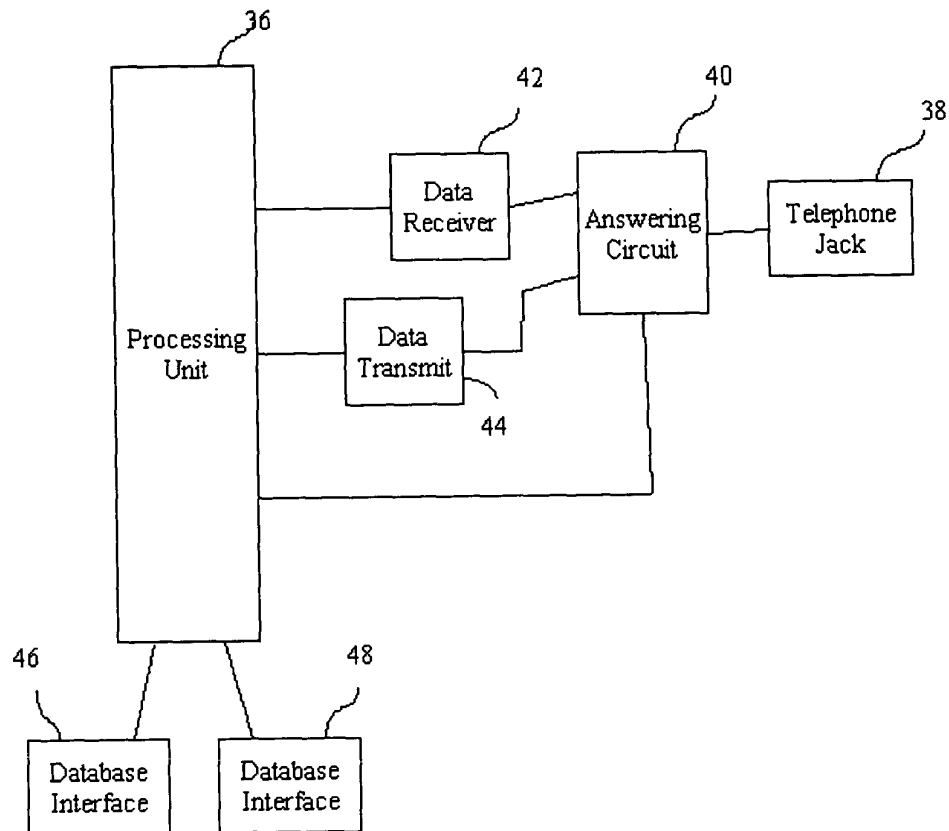 36
42
40
38
Data
Receiver
Answering
Circuit
Telephone
Jack
Processing
Unit
Data
Transmit
44
46
48
Database
Interface
Database
Interface